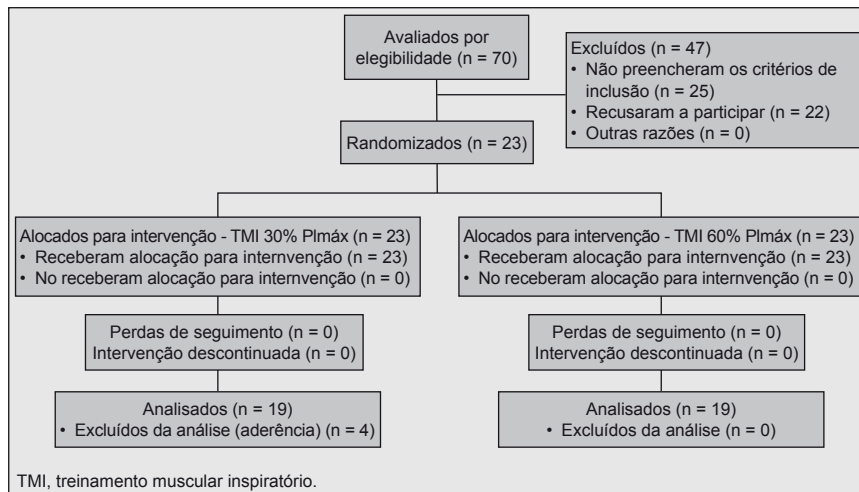 Avaliados por
elegibilidade (n = 70)
Excluídos (n = 47)
• Não preencheram os critérios de
inclusão (n = 25)
• Recusaram a participar (n = 22)
• Outras razões (n = 0)
Randomizados (n = 23)
Alocados para intervenção - TMI 30% PImáx (n = 23)
• Receberam alocação para internvenção (n = 23)
• No receberam alocação para internvenção (n = 0)
Alocados para intervenção - TMI 60% PImáx (n = 23)
• Receberam alocação para internvenção (n = 23)
• No receberam alocação para internvenção (n = 0)
Perdas de seguimento (n = 0)
Intervenção descontinuada (n = 0)
Perdas de seguimento (n = 0)
Intervenção descontinuada (n = 0)
Analisados (n = 19)
• Excluídos da análise (aderência) (n = 4)
Analisados (n = 19)
• Excluídos da análise (n = 0)
TMI, treinamento muscular inspiratório.